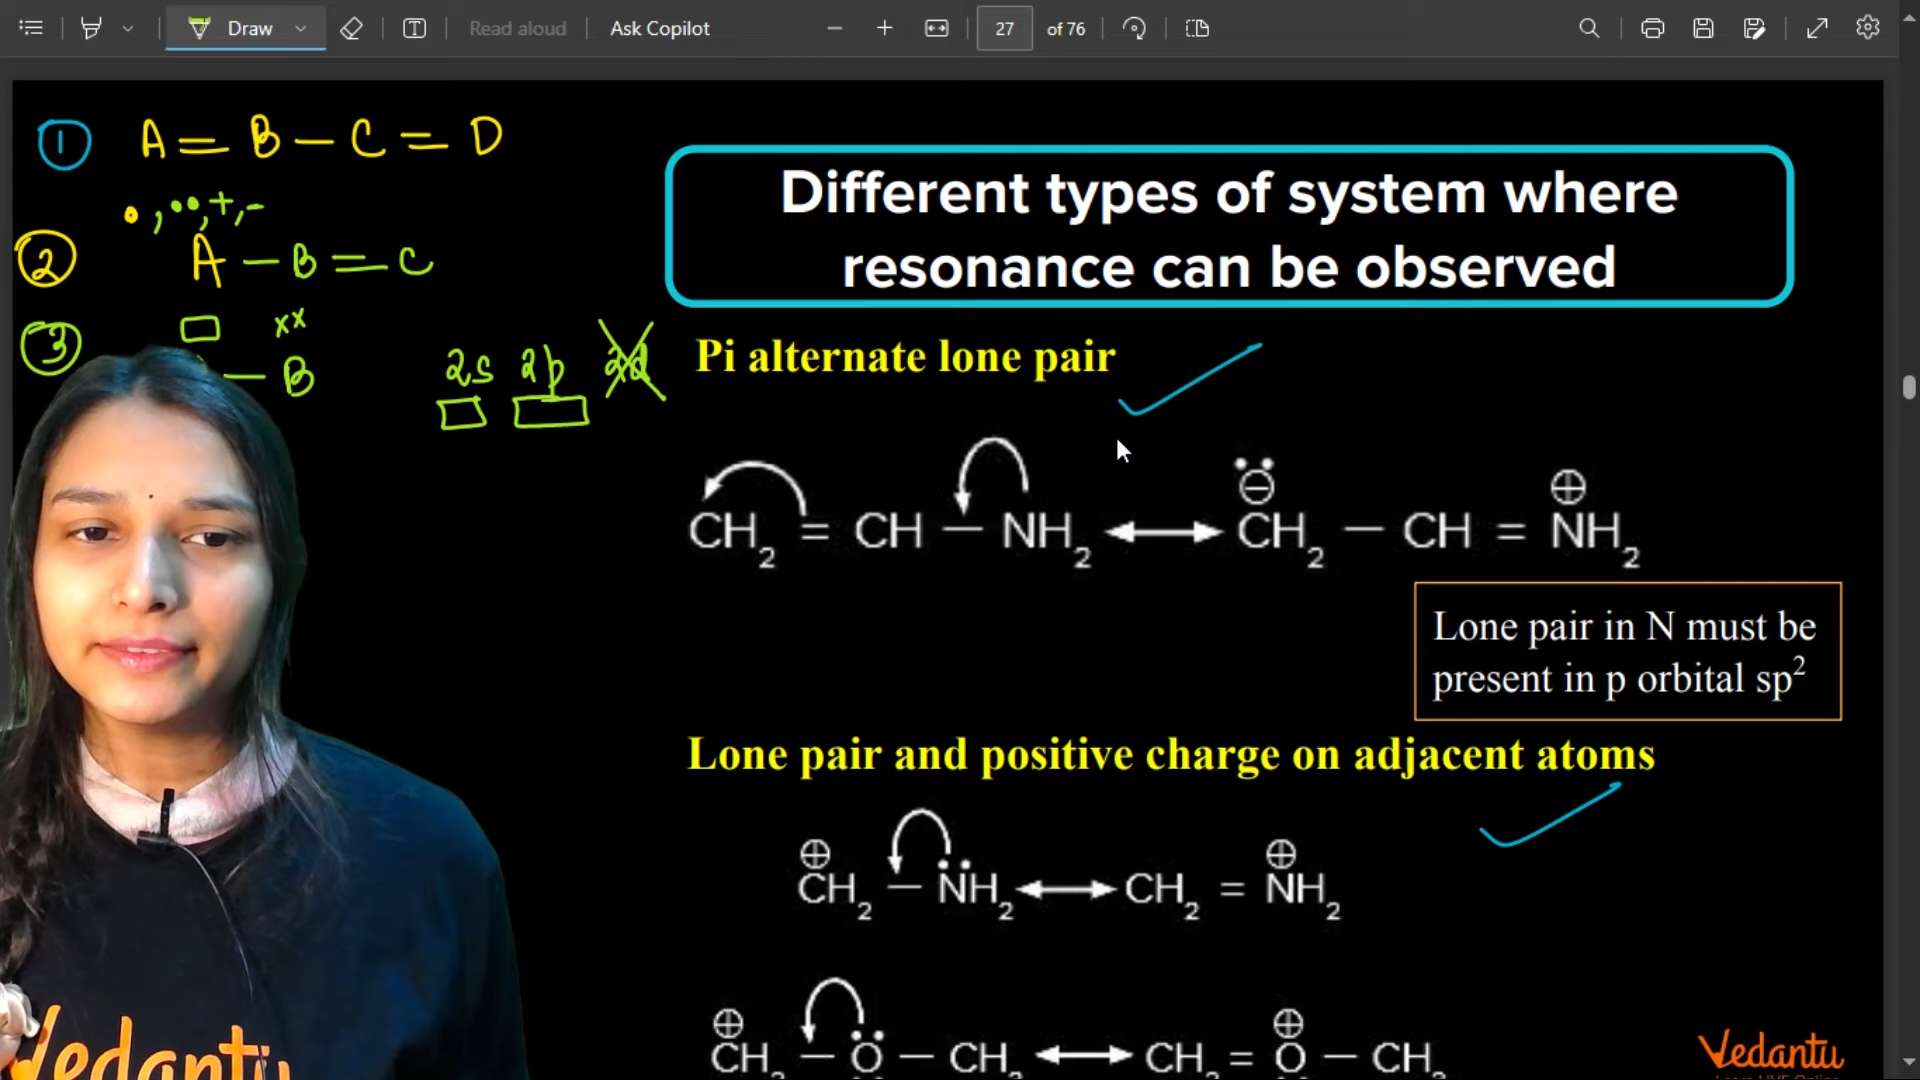 Draw Read aloud Ask Copilot 27 of 76
① A = B – C = D
• , •• , + , -
② A – B = C
③ xx
– B
2s 2p
Different types of system where
resonance can be observed
Pi alternate lone pair
CH₂ = CH – NH₂ ↔ CH₂ – CH = NH₂
Lone pair in N must be
present in p orbital sp²
Lone pair and positive charge on adjacent atoms
⊕CH₂ – N̈H₂ ↔ CH₂ = ⊕NH₂
⊕CH₂ – Ö – CH ↔ CH₂ = ⊕O – CH
Vedantu
Vedantu